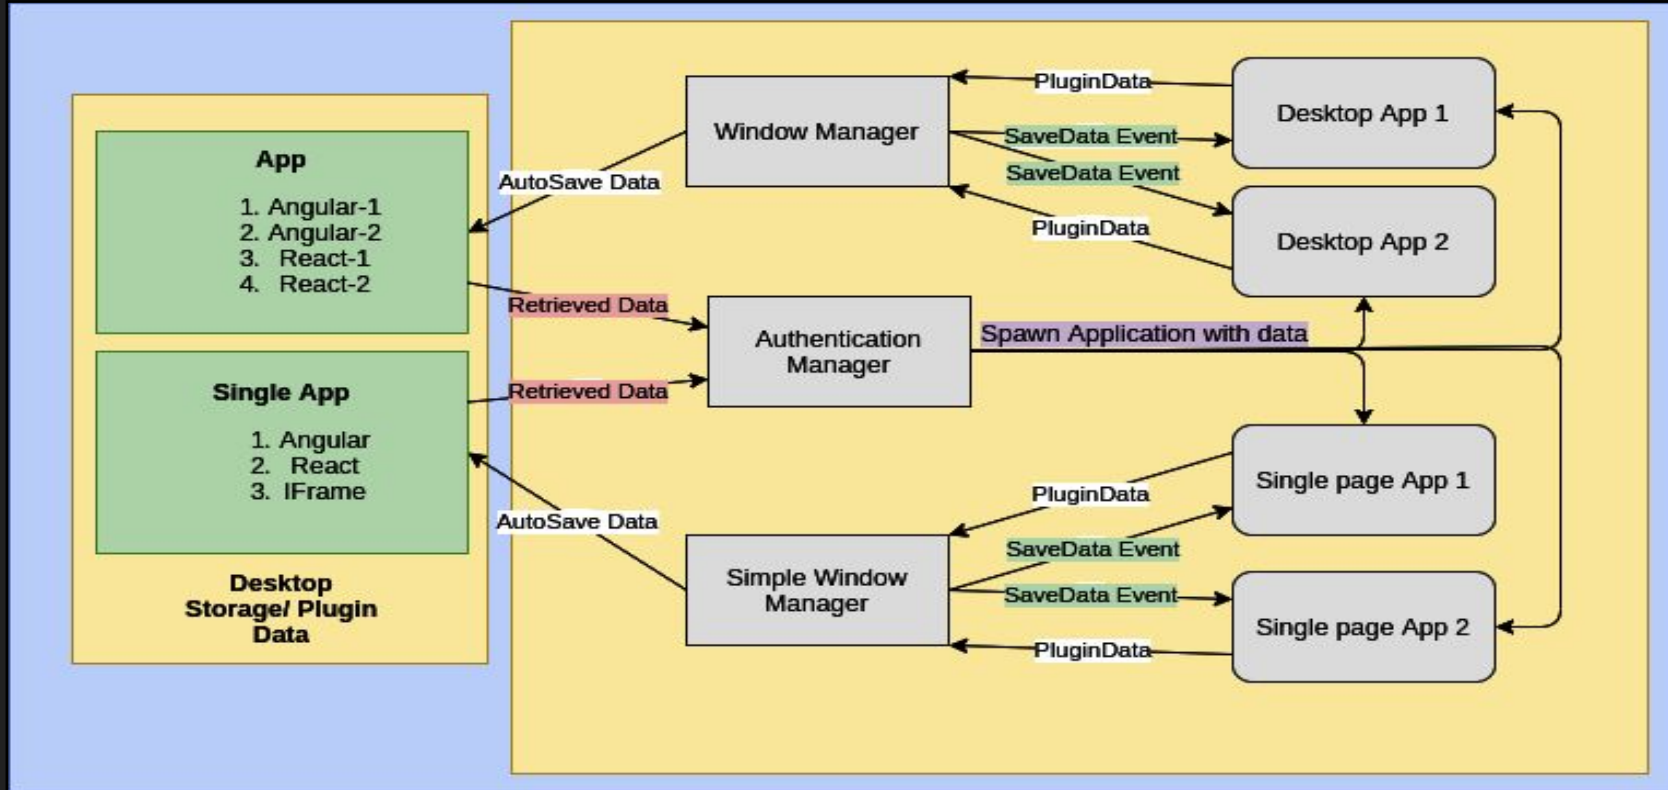 App
1. Angular-1
2. Angular-2
3. React-1
4. React-2
Single App
1. Angular
2. React
3. IFrame
Desktop
Storage/ Plugin
Data
AutoSave Data
Retrieved Data
Retrieved Data
AutoSave Data
Window Manager
Authentication
Manager
Simple Window
Manager
PluginData
SaveData Event
SaveData Event
PluginData
Spawn Application with data
PluginData
SaveData Event
SaveData Event
PluginData
Desktop App 1
Desktop App 2
Single page App 1
Single page App 2